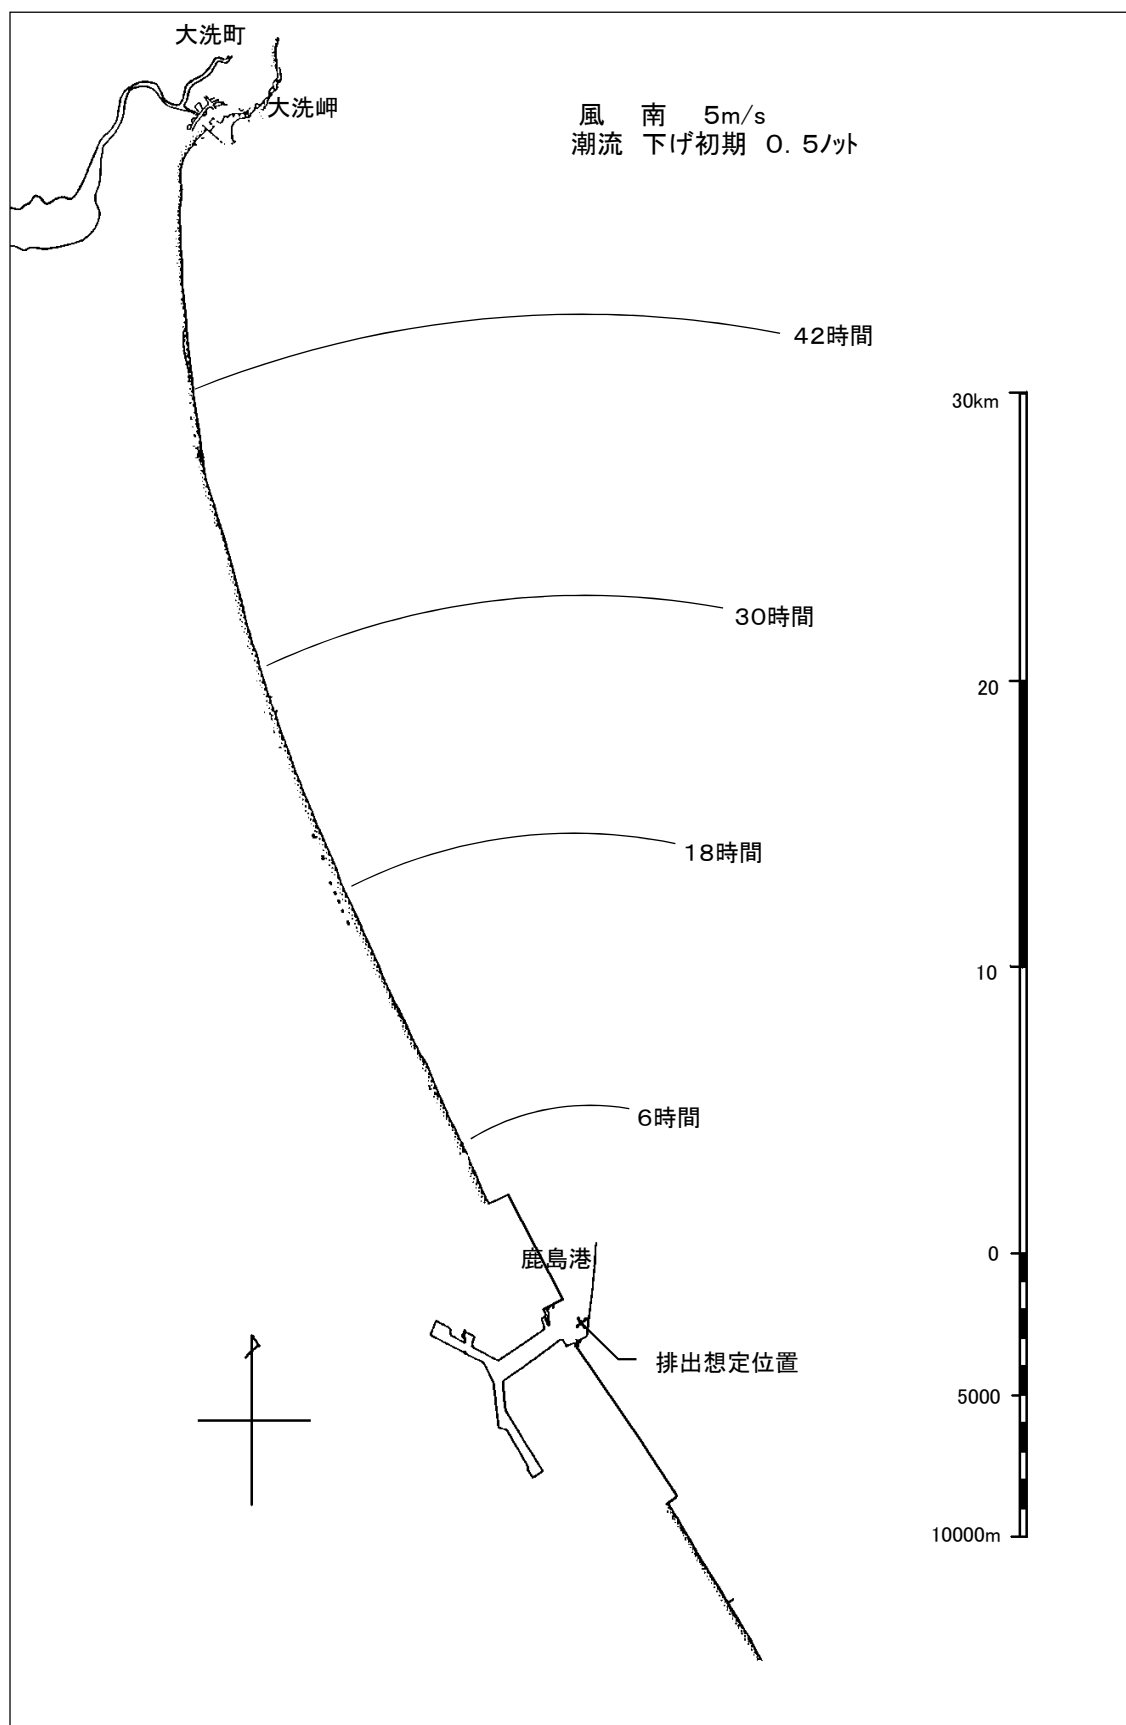 大洗町
大洗岬
風 南 5m/s
潮流 下げ初期 0.5ノット
42時間
30km
30時間
20
18時間
10
6時間
鹿島港
0
排出想定位置
5000
10000m